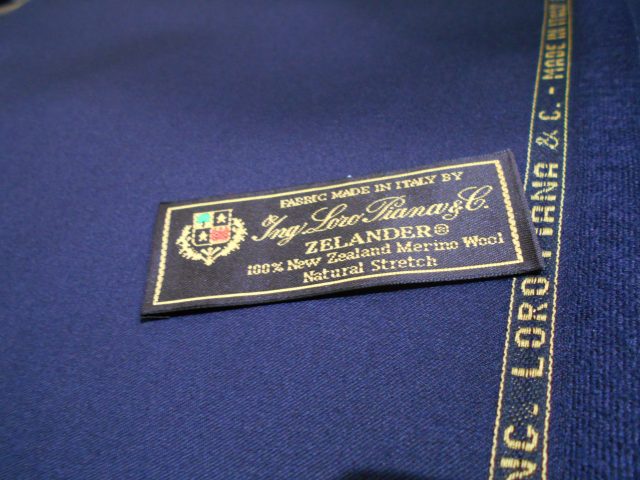 FABRIC MADE IN ITALY BY
Ing Loro Piana & C.
ZELANDER®
100% New Zealand Merino Wool
Natural Stretch
NG. LORO PIANA & C. - MADE IN ITALY